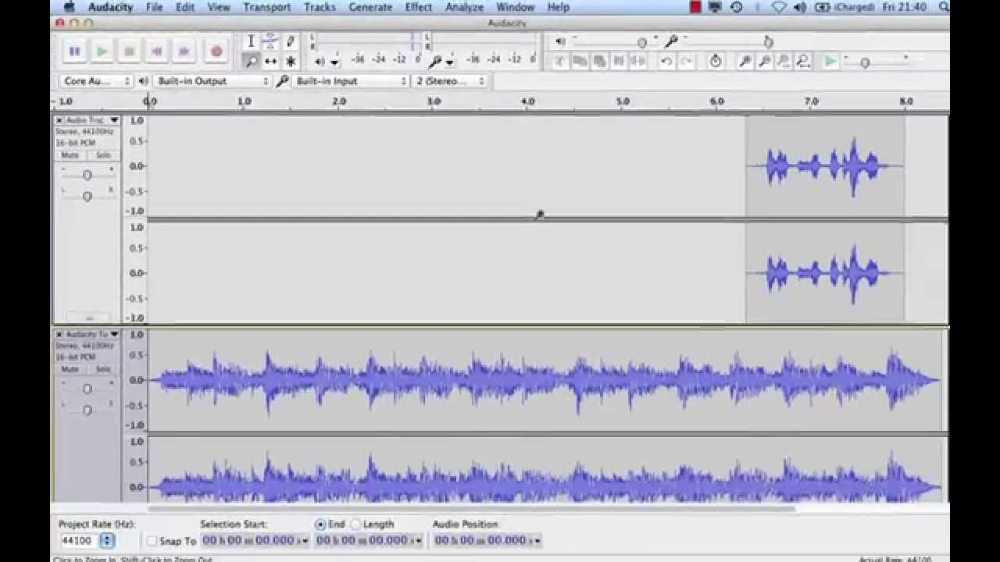 Audacity File Edit View Transport Tracks Generate Effect Analyze Window Help (Charged) Fri 21:40
Audacity
L R -36 -24 -12 0 L R -36 -24 -12 0
Core Au... Built-in Output Built-in Input 2 (Stereo...
- 1.0 0.0 1.0 2.0 3.0 4.0 5.0 6.0 7.0 8.0
Audio Trac 1.0
Stereo, 44100Hz
16-bit PCM 0.5
Mute Solo
- + 0.0
L R -0.5
-1.0
1.0
0.5
0.0
-0.5
-1.0
Audacity Tu 1.0
Stereo, 44100Hz
16-bit PCM 0.5
Mute Solo
- + 0.0
L -0.5
-1.0
1.0
0.5
0.0
Project Rate (Hz): Selection Start: End Length Audio Position:
44100 Snap To 00 h 00 m 00.000 s 00 h 00 m 00.000 s 00 h 00 m 00.000 s
Click to Zoom In, Shift-Click to Zoom Out Actual Rate: 44100